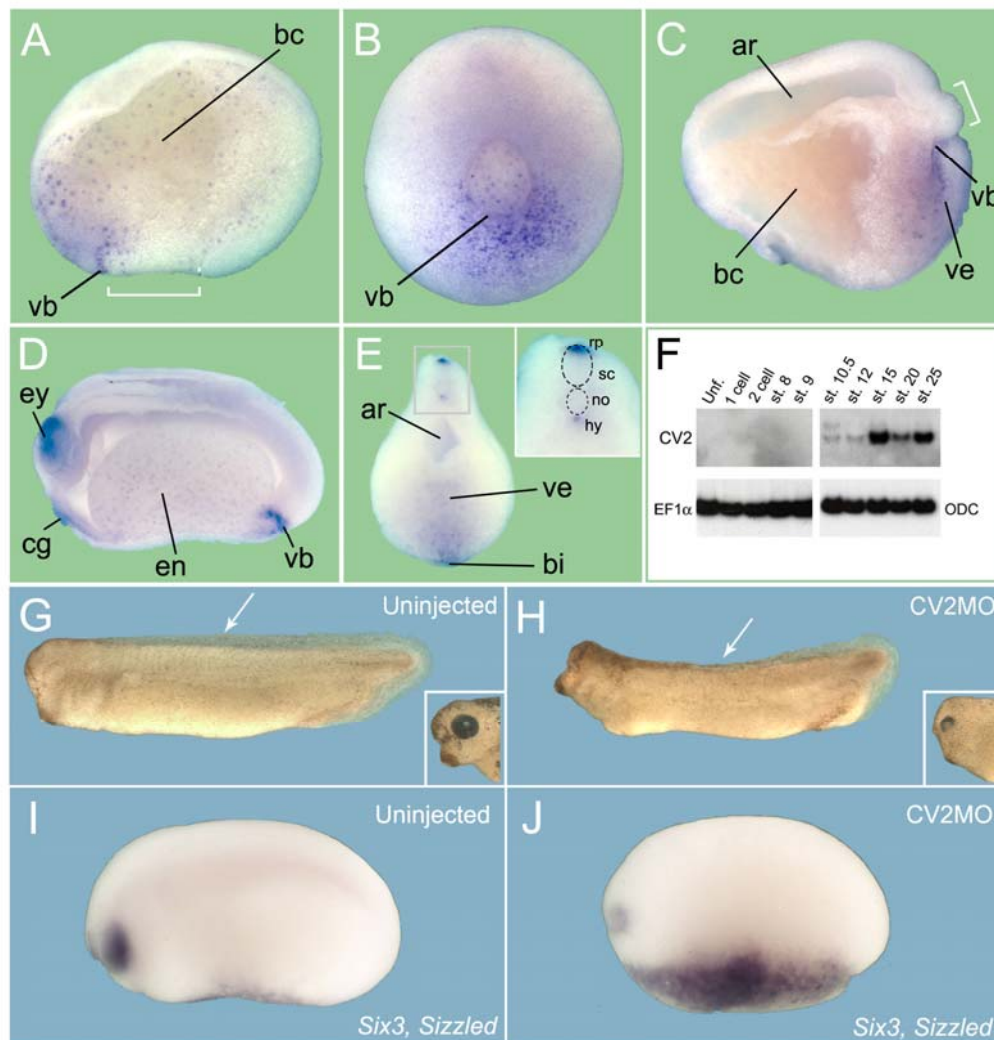 A
bc
vb
B
vb
C
ar
vb
bc
ve
D
ey
cg
en
vb
E
ar
ve
bi
rp
sc
no
hy
F
Unf.
1 cell
2 cell
st. 8
st. 9
st. 10.5
st. 12
st. 15
st. 20
st. 25
CV2
EF1α
ODC
G
Uninjected
H
CV2MO
I
Uninjected
Six3, Sizzled
J
CV2MO
Six3, Sizzled